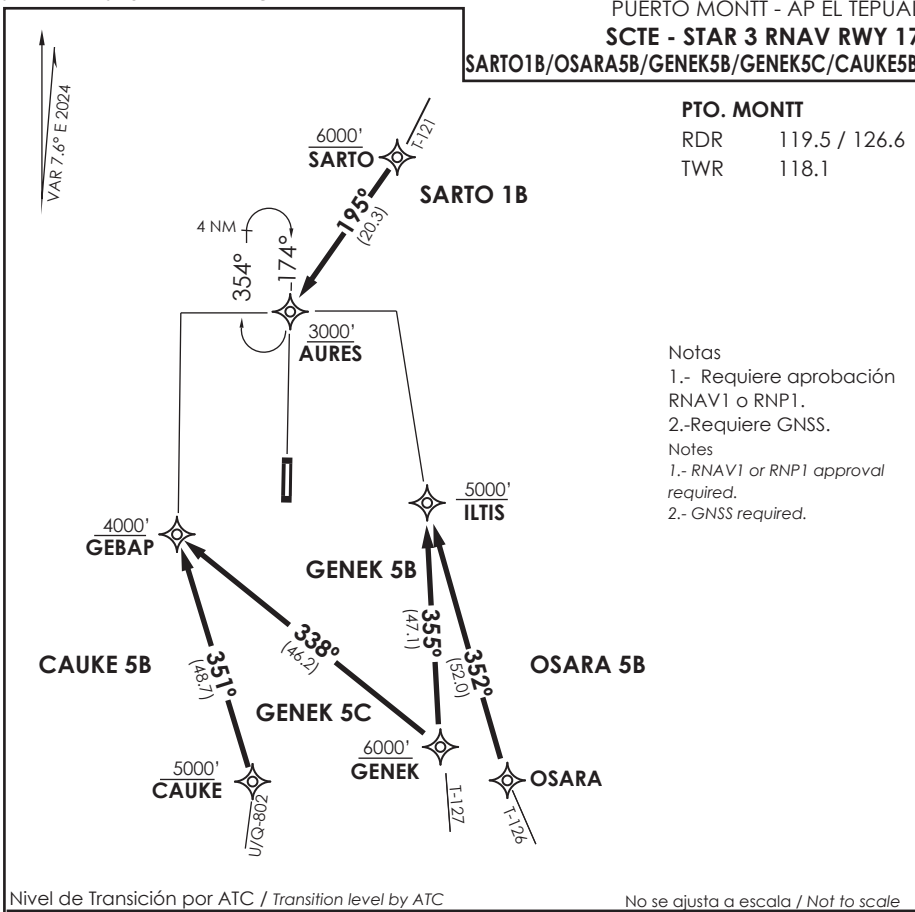 PUERTO MONTT - AP EL TEPUAL
SCTE - STAR 3 RNAV RWY 17
SARTO1B/OSARA5B/GENEK5B/GENEK5C/CAUKE5B
VAR 7.6° E 2024
PTO. MONTT
RDR 119.5 / 126.6
TWR 118.1
6000'
SARTO
T-121
SARTO 1B
195°
(20.3)
4 NM
354°
174°
3000'
AURES
Notas
1.- Requiere aprobación
RNAV1 o RNP1.
2.-Requiere GNSS.
Notes
1.- RNAV1 or RNP1 approval
required.
2.- GNSS required.
5000'
ILTIS
4000'
GEBAP
GENEK 5B
355°
(47.1)
338°
(46.2)
CAUKE 5B
351°
(48.7)
352°
(52.0)
OSARA 5B
GENEK 5C
6000'
GENEK
5000'
CAUKE
OSARA
U/Q-802
T-127
T-126
Nivel de Transición por ATC / Transition level by ATC
No se ajusta a escala / Not to scale